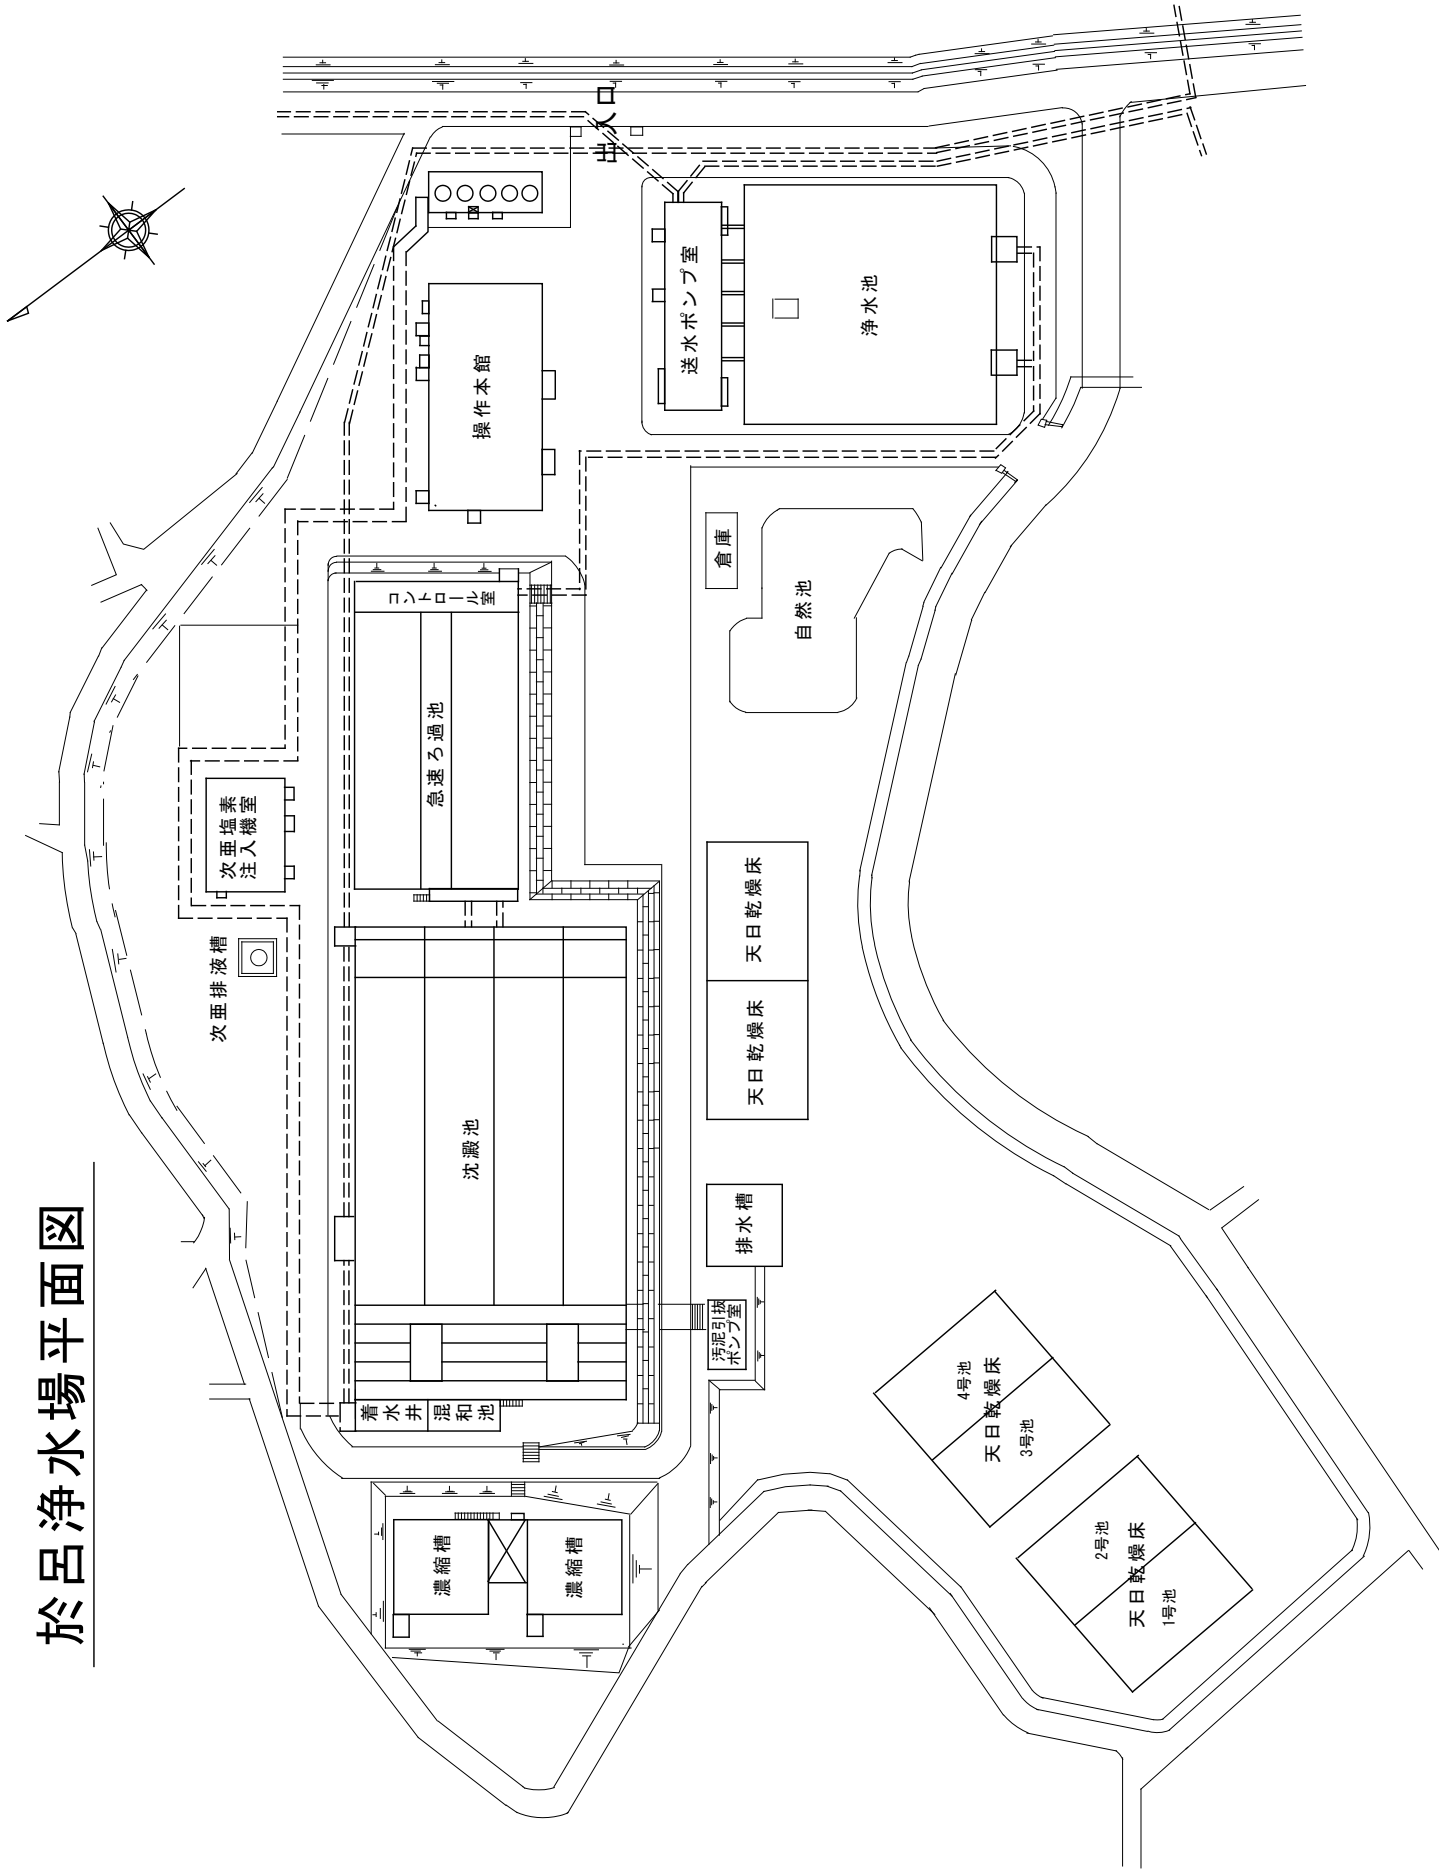 於呂浄水場平面図
出入口
操作本館
送水ポンプ室
浄水池
コントロール室
急速ろ過池
倉庫
自然池
次亜塩素
注入機室
次亜排液槽
沈澱池
天日乾燥床
天日乾燥床
排水槽
汚泥引抜
ポンプ室
着水井
混和池
濃縮槽
濃縮槽
4号池
天日乾燥床
3号池
2号池
天日乾燥床
1号池